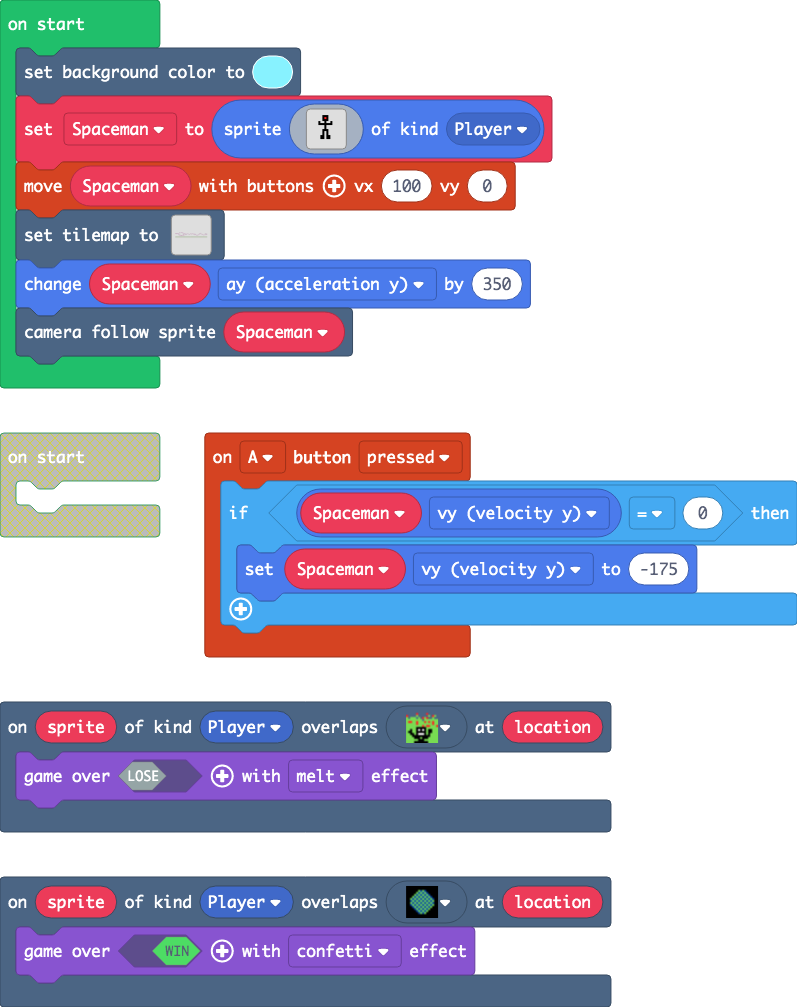 on start
set background color to
set Spaceman to sprite of kind Player
move Spaceman with buttons vx 100 vy 0
set tilemap to
change Spaceman ay (acceleration y) by 350
camera follow sprite Spaceman
on start
on A button pressed
if Spaceman vy (velocity y) = 0 then
set Spaceman vy (velocity y) to -175
on sprite of kind Player overlaps at location
game over LOSE with melt effect
on sprite of kind Player overlaps at location
game over WIN with confetti effect